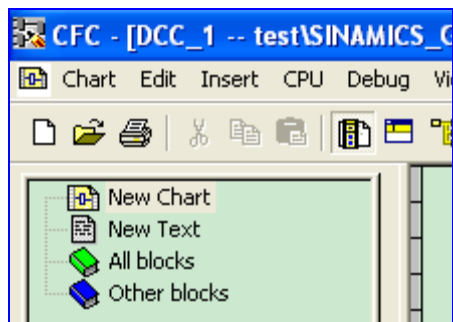 CFC - [DCC_1 -- test\SINAMICS_
Chart Edit Insert CPU Debug
New Chart
New Text
All blocks
Other blocks